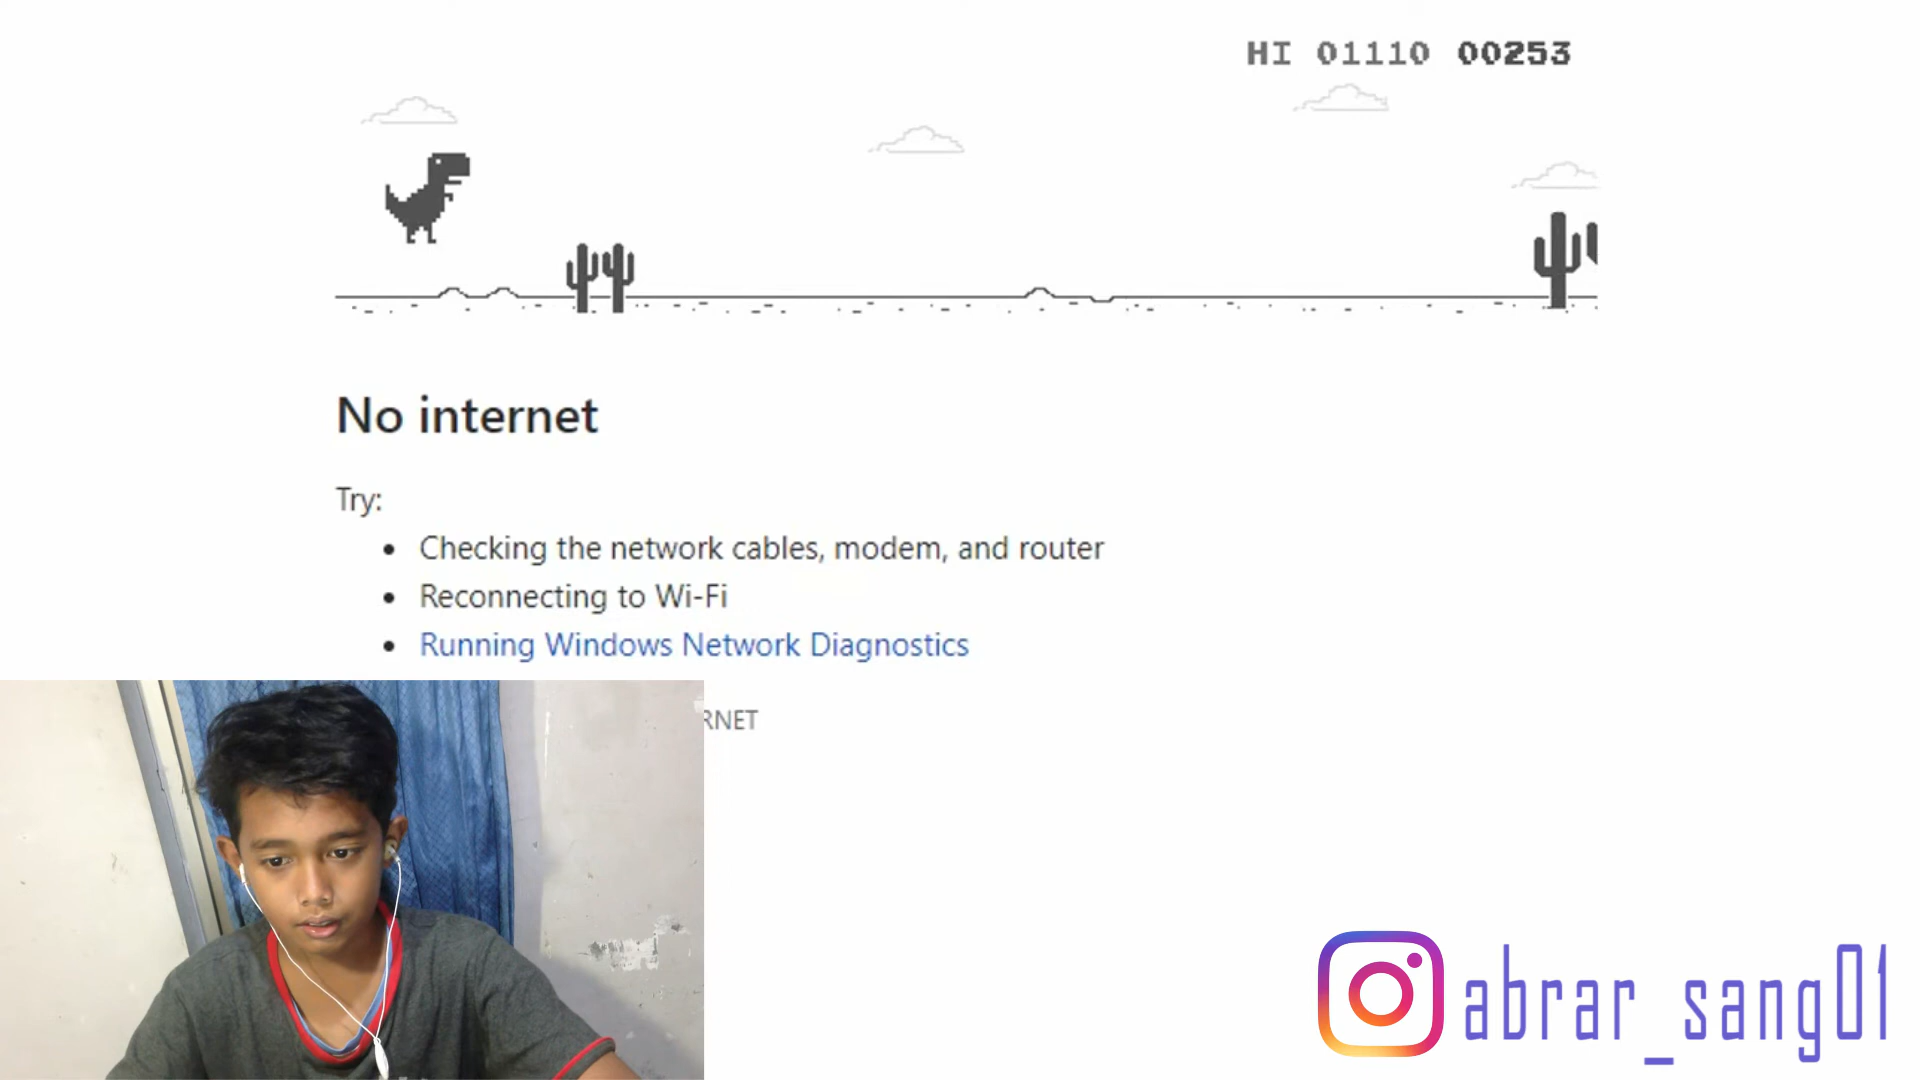 HI 01110 00253
No internet
Try:
Checking the network cables, modem, and router
Reconnecting to Wi-Fi
Running Windows Network Diagnostics
RNET
abrar_sang01